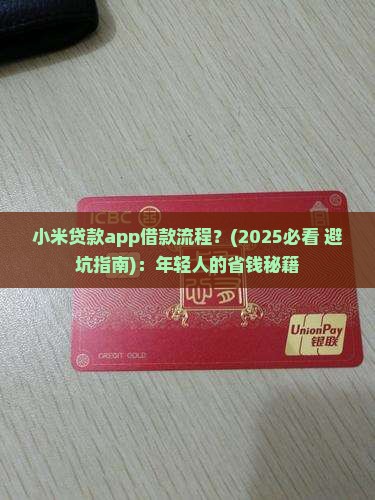 ICBC
小米贷款app借款流程？(2025必看 避
坑指南)：年轻人的省钱秘籍
UnionPay
银联
CREDIT GOLD